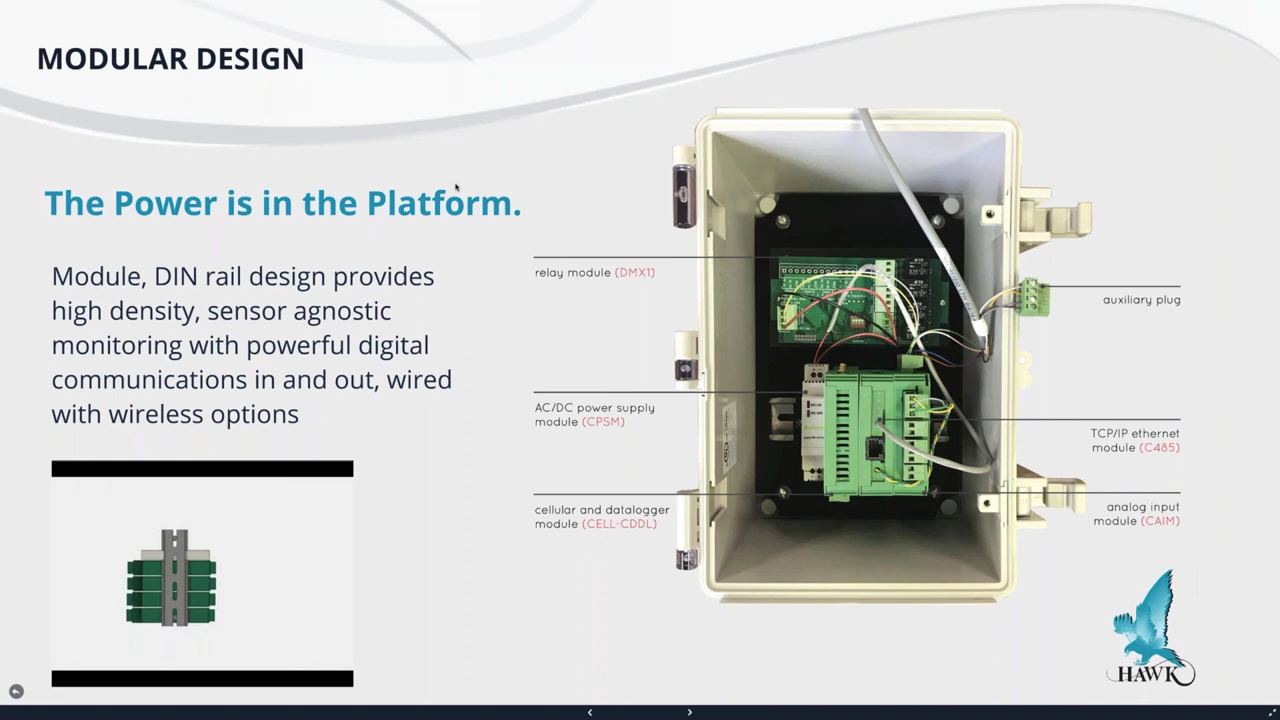 MODULAR DESIGN
The Power is in the Platform.
Module, DIN rail design provides
high density, sensor agnostic
monitoring with powerful digital
communications in and out, wired
with wireless options
relay module (DMX1)
AC/DC power supply
module (CPSM)
cellular and datalogger
module (CELL-CDDL)
auxiliary plug
TCP/IP ethernet
module (C485)
analog input
module (CAIM)
HAWK